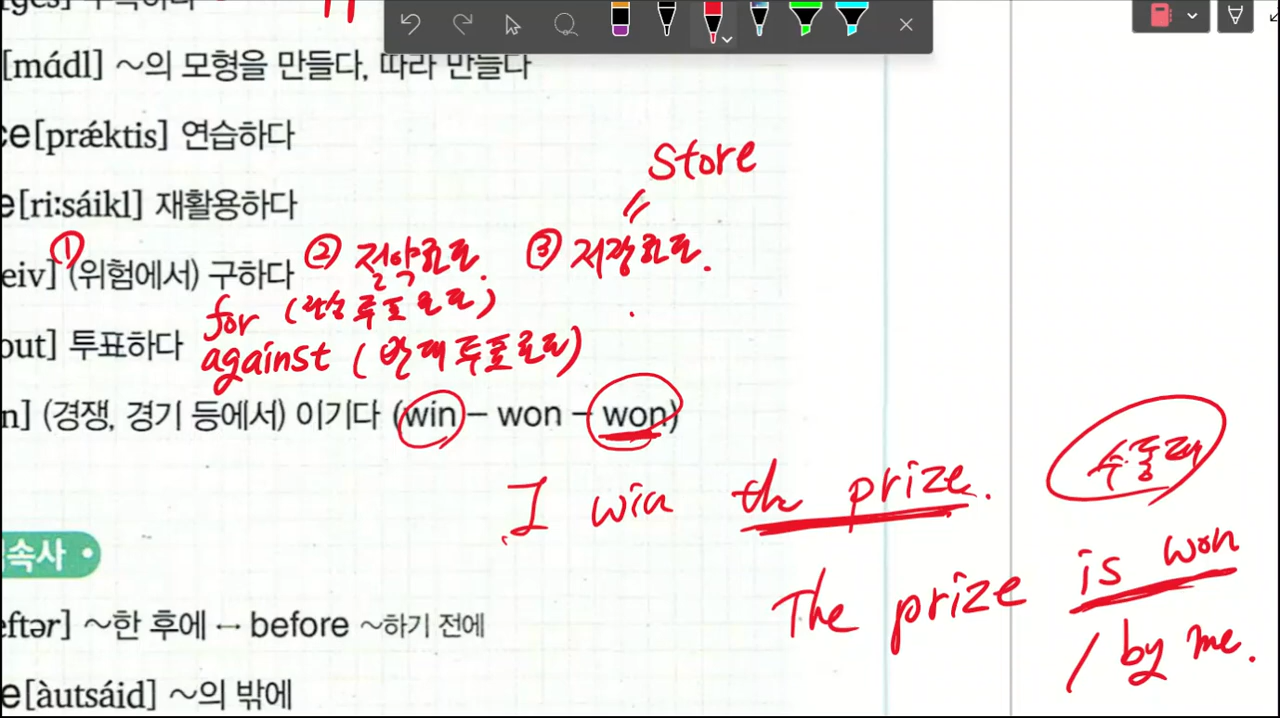 [mádl] ~의 모형을 만들다, 따라 만들다
ce[præktis] 연습하다
Store
e[ri:sáikl] 재활용하다
eiv] ① (위험에서) 구하다 ② 절약하다. ③ 저장하다.
for (찬성 투표하다)
out] 투표하다 against (반대 투표하다)
n] (경쟁, 경기 등에서) 이기다 (win – won – won)
수동태
I win the prize.
속사
is won
The prize
eftər] ~한 후에 ↔ before ~하기 전에
/ by me.
e[àutsáid] ~의 밖에